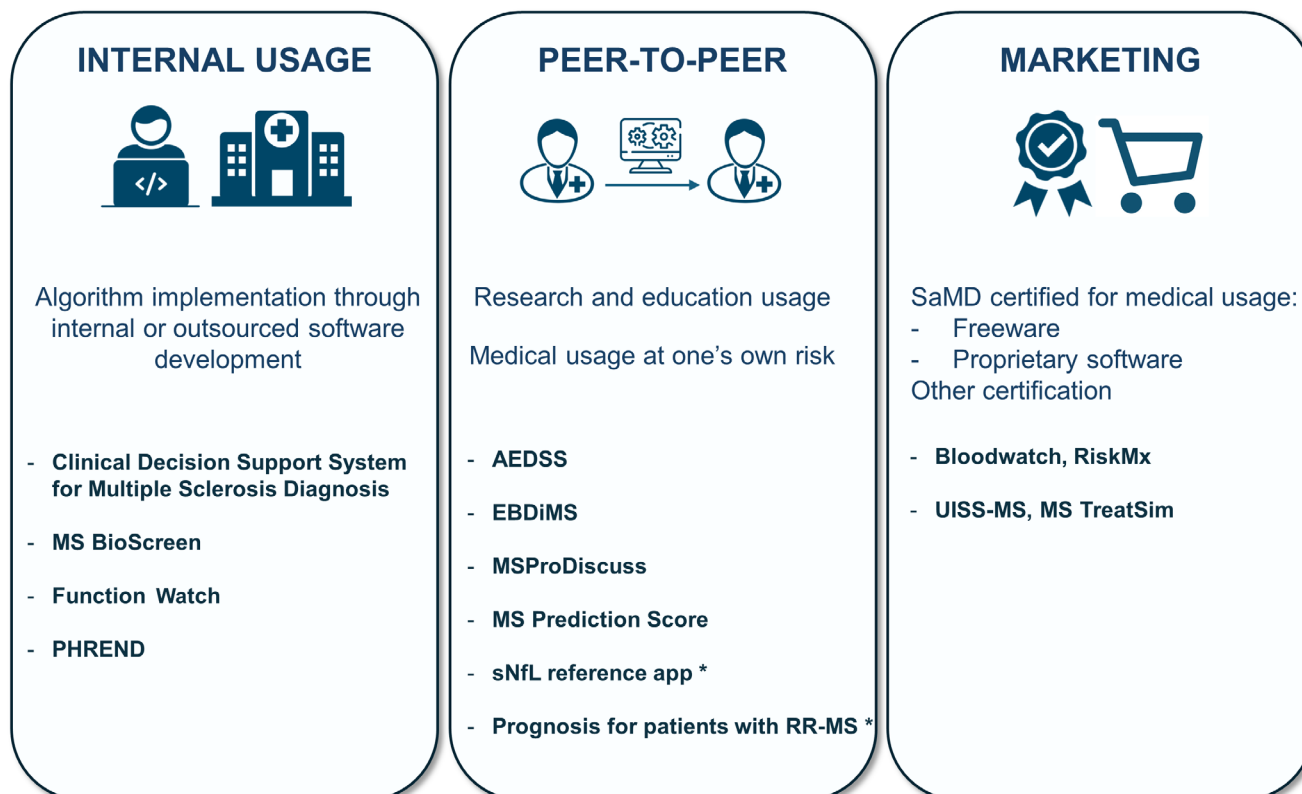 INTERNAL USAGE
</>
Algorithm implementation through
internal or outsourced software
development
- Clinical Decision Support System
for Multiple Sclerosis Diagnosis
- MS BioScreen
- Function Watch
- PHREND
PEER-TO-PEER
Research and education usage
Medical usage at one's own risk
- AEDSS
- EBDiMS
- MSProDiscuss
- MS Prediction Score
- sNfL reference app *
- Prognosis for patients with RR-MS *
MARKETING
SaMD certified for medical usage:
- Freeware
- Proprietary software
Other certification
- Bloodwatch, RiskMx
- UISS-MS, MS TreatSim